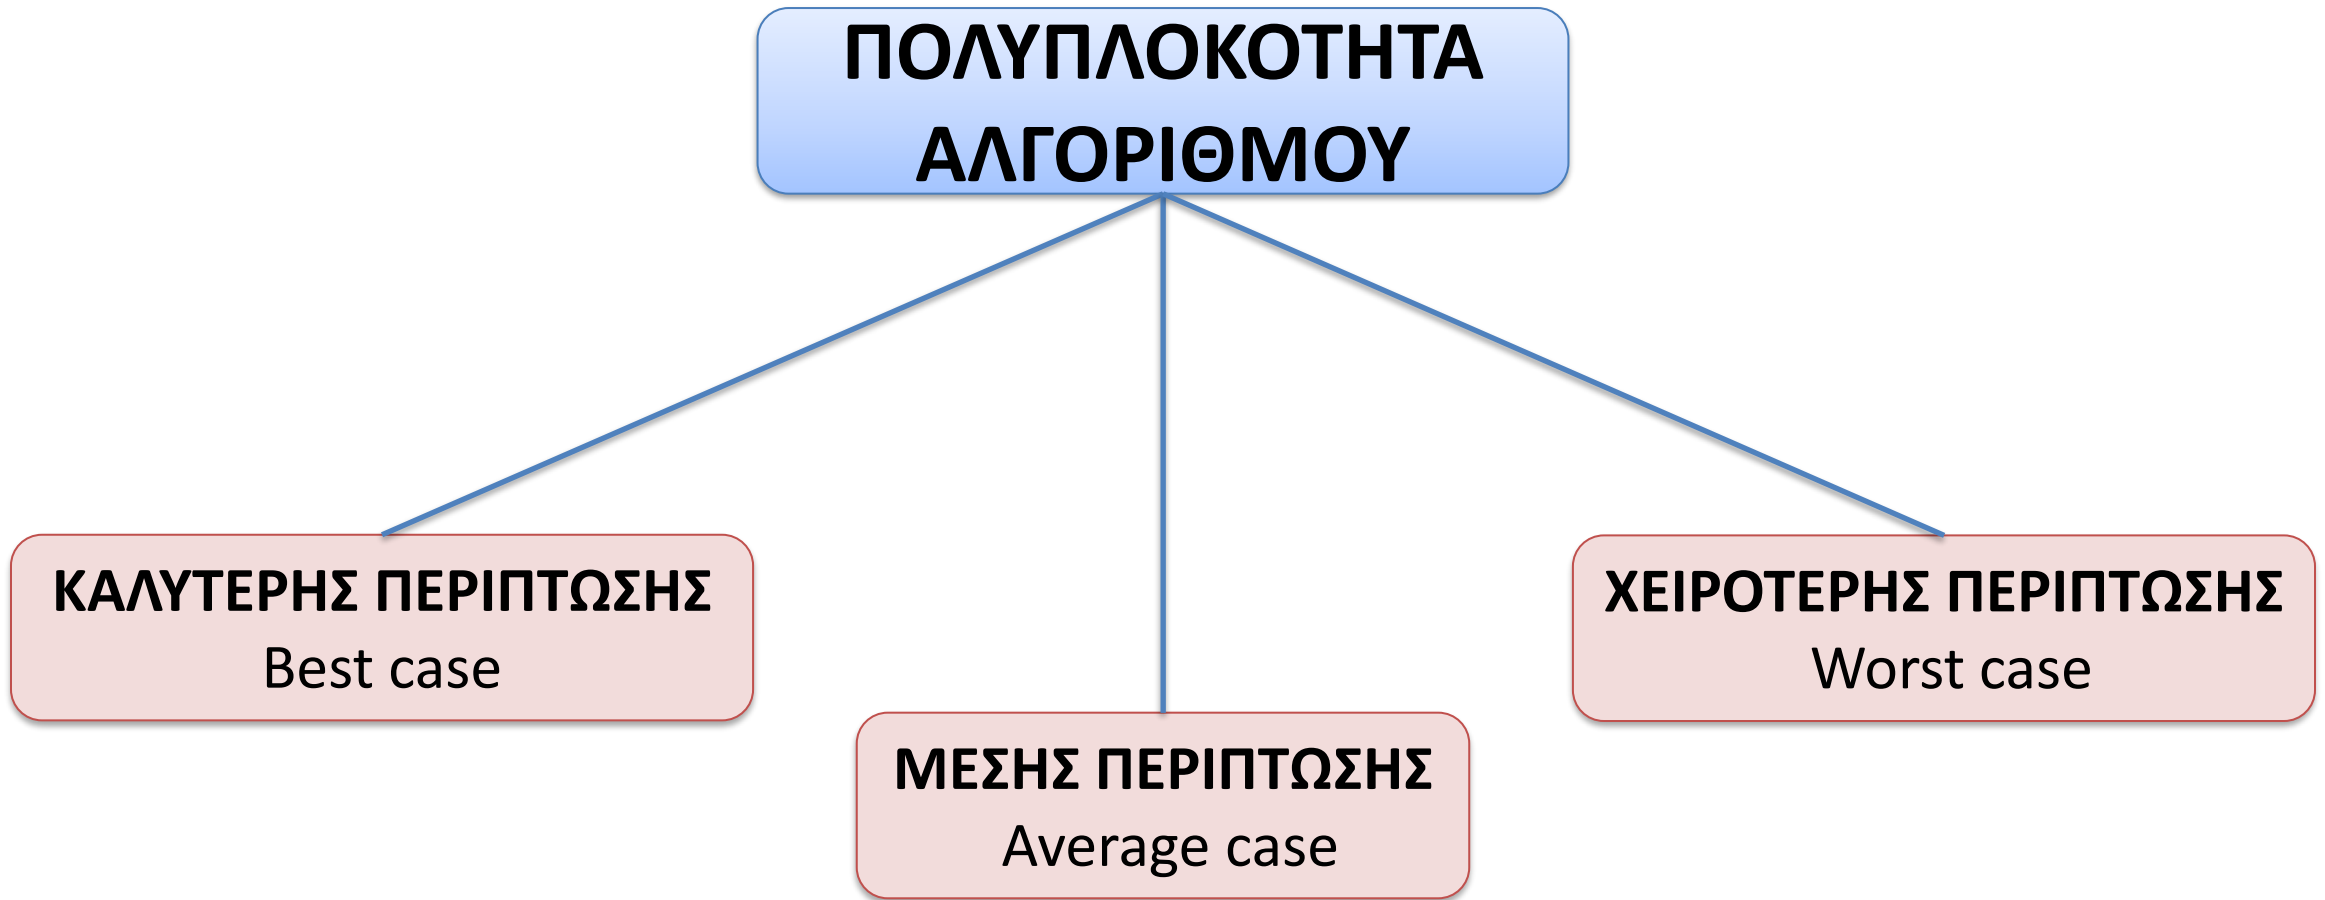 ΠΟΛΥΠΛΟΚΟΤΗΤΑ
ΑΛΓΟΡΙΘΜΟΥ
ΚΑΛΥΤΕΡΗΣ ΠΕΡΙΠΤΩΣΗΣ
Best case
ΧΕΙΡΟΤΕΡΗΣ ΠΕΡΙΠΤΩΣΗΣ
Worst case
ΜΕΣΗΣ ΠΕΡΙΠΤΩΣΗΣ
Average case